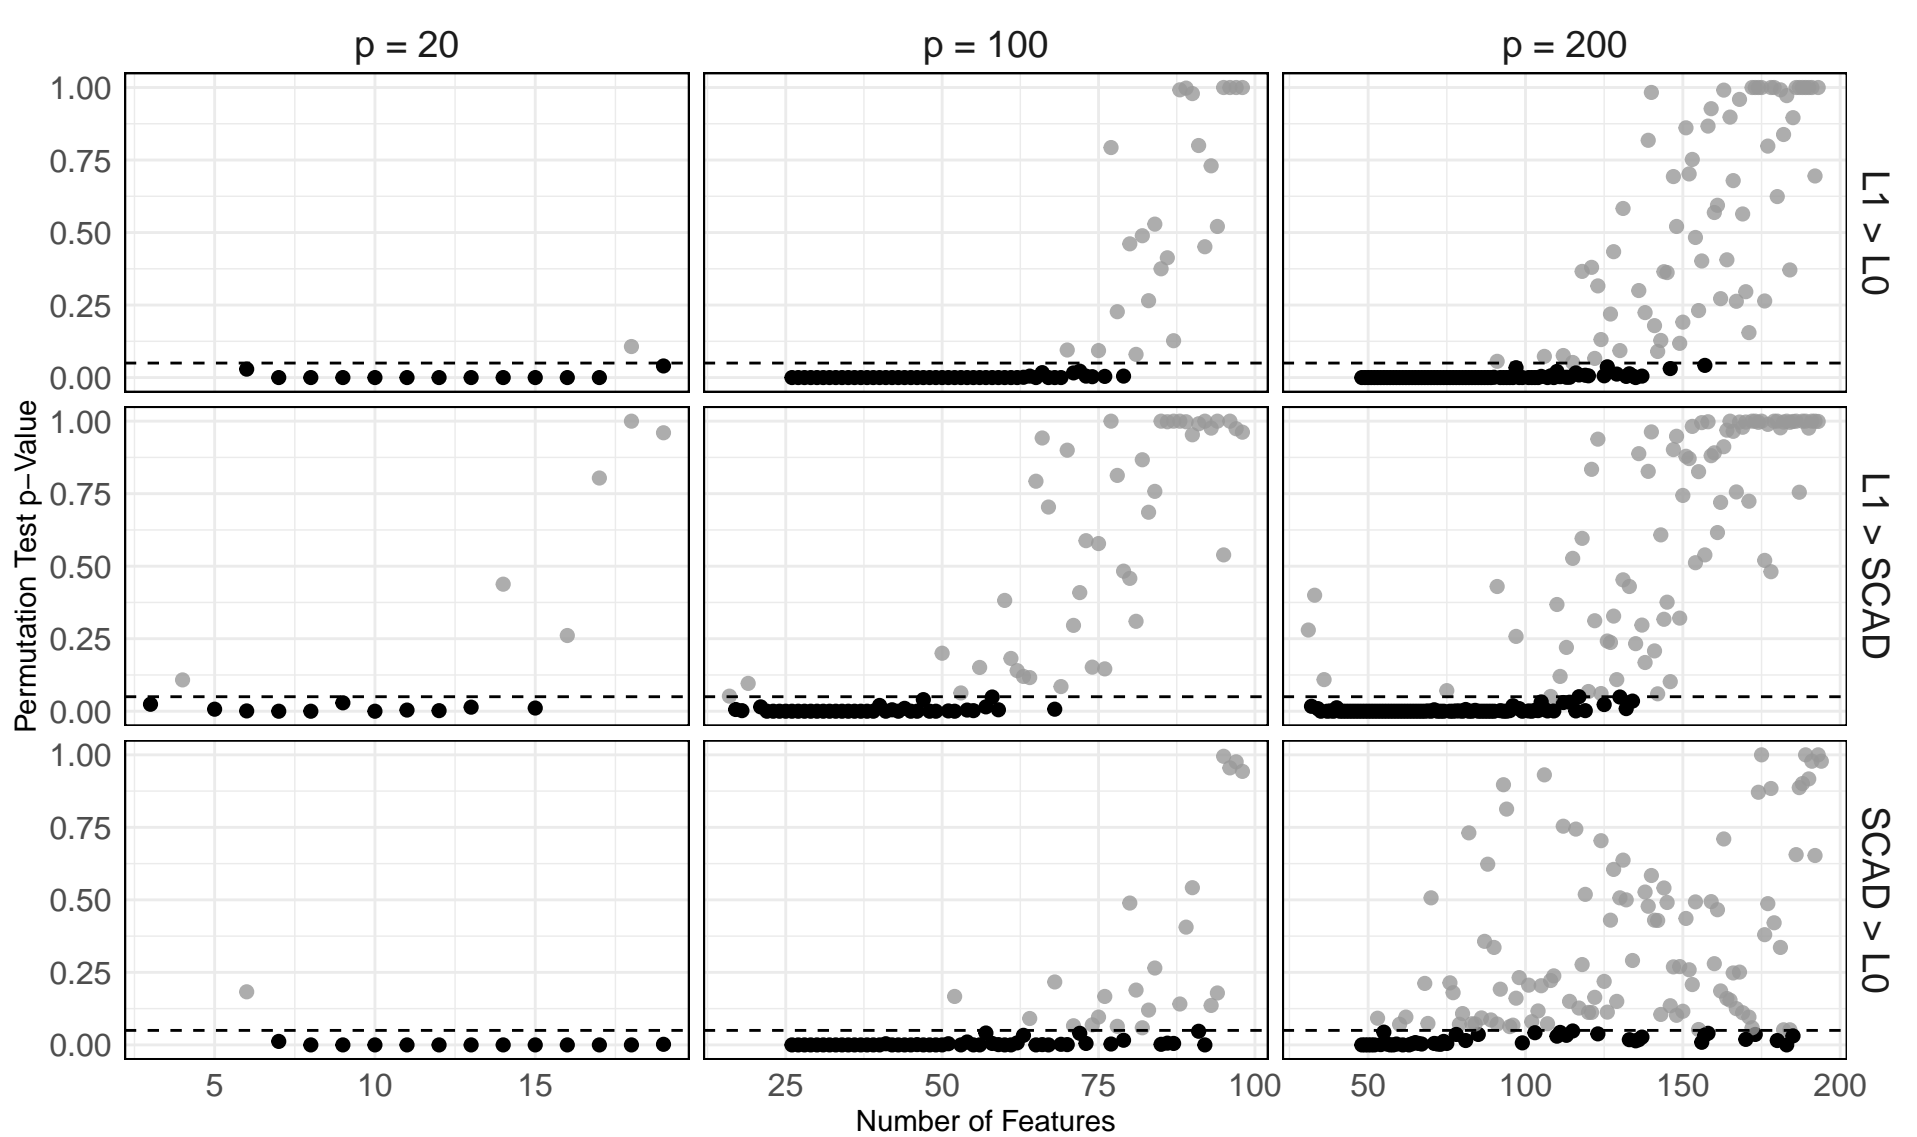 p = 20
p = 100
p = 200
1.00
0.75
0.50
0.25
0.00
L1 > L0
1.00
0.75
0.50
0.25
0.00
L1 > SCAD
1.00
0.75
0.50
0.25
0.00
SCAD > L0
Permutation Test p−Value
5 10 15
25 50 75 100
50 100 150 200
Number of Features